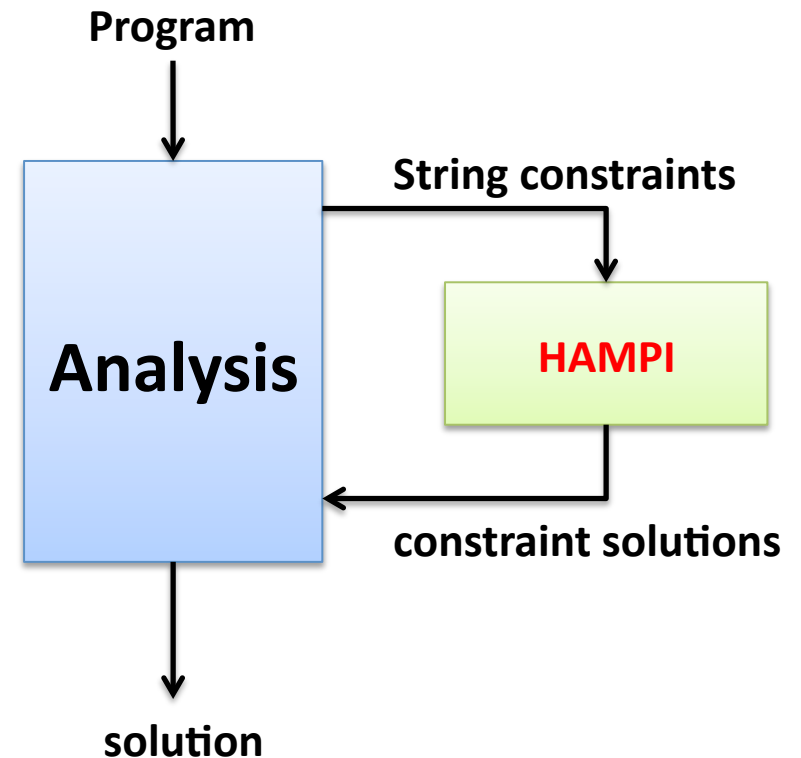 Program
String constraints
Analysis
HAMPI
constraint solutions
solution